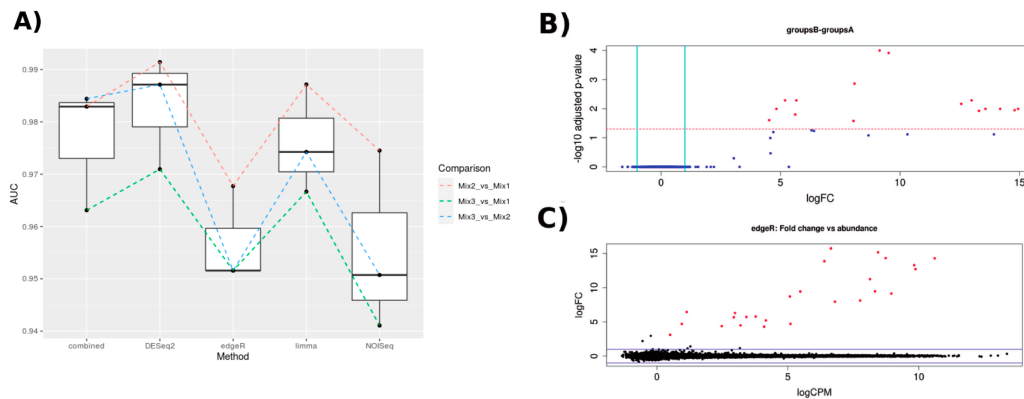 A)
0.99
0.98
0.97
0.96
0.95
0.94
AUC
combined
DESeq2
edgeR
limma
NOISeq
Method
Comparison
Mix2_vs_Mix1
Mix3_vs_Mix1
Mix3_vs_Mix2
B)
groupsB-groupsA
-log10 adjusted p-value
4
3
2
1
0
0
5
10
15
logFC
C)
edgeR: Fold change vs abundance
logFC
15
10
5
0
0
5
10
logCPM